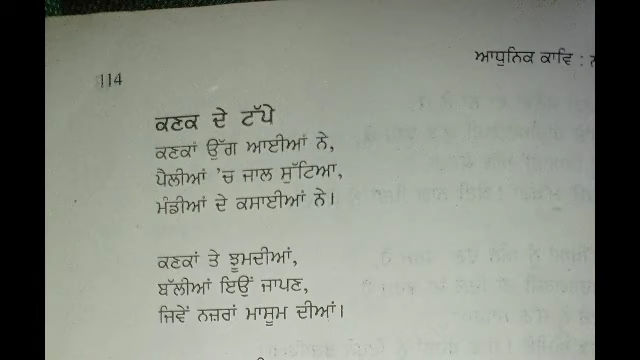 114
ਆਧੁਨਿਕ ਕਾਵਿ :
ਕਣਕ ਦੇ ਟੱਪੇ
ਕਣਕਾਂ ਉੱਗ ਆਈਆਂ ਨੇ,
ਪੈਲੀਆਂ 'ਚ ਜਾਲ ਸੁੱਟਿਆ,
ਮੰਡੀਆਂ ਦੇ ਕਸਾਈਆਂ ਨੇ।
ਕਣਕਾਂ ਤੇ ਝੂਮਦੀਆਂ,
ਬੱਲੀਆਂ ਇਉਂ ਜਾਪਣ,
ਜਿਵੇਂ ਨਜ਼ਰਾਂ ਮਾਸੂਮ ਦੀਆਂ।